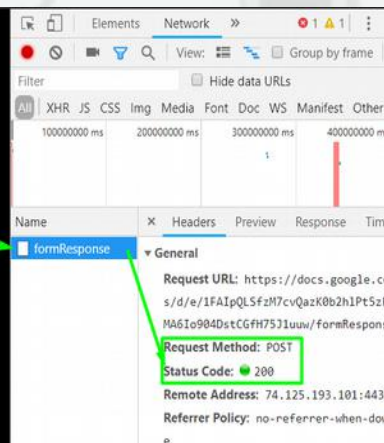 Elements Network » 1 1
View: Group by frame
Filter Hide data URLs
All XHR JS CSS Img Media Font Doc WS Manifest Other
100000000 ms 200000000 ms 300000000 ms 400000000 m
Name × Headers Preview Response Tim
formResponse ▾ General
Request URL: https://docs.google.co
s/d/e/1FAIpQLSfzM7cvQazK0b2h1Pt5z
MA6Io904DstCGfH75J1uuw/formRespon
Request Method: POST
Status Code: 200
Remote Address: 74.125.193.101:443
Referrer Policy: no-referrer-when-dow
e